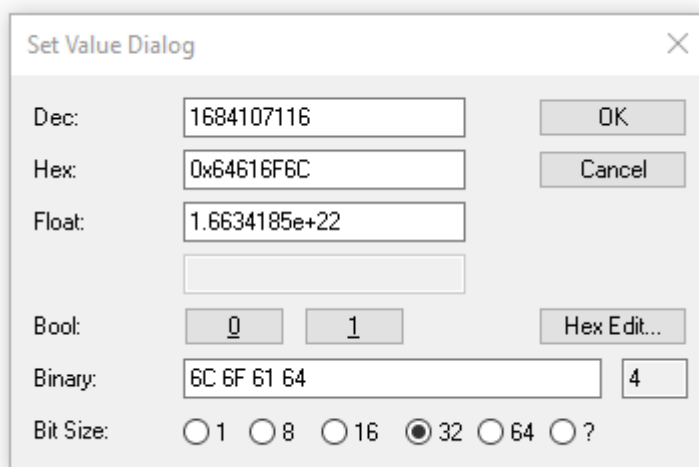 Set Value Dialog
Dec: 1684107116 OK
Hex: 0x64616F6C Cancel
Float: 1.6634185e+22
Bool: 0 1 Hex Edit...
Binary: 6C 6F 61 64 4
Bit Size: 1 8 16 32 64 ?